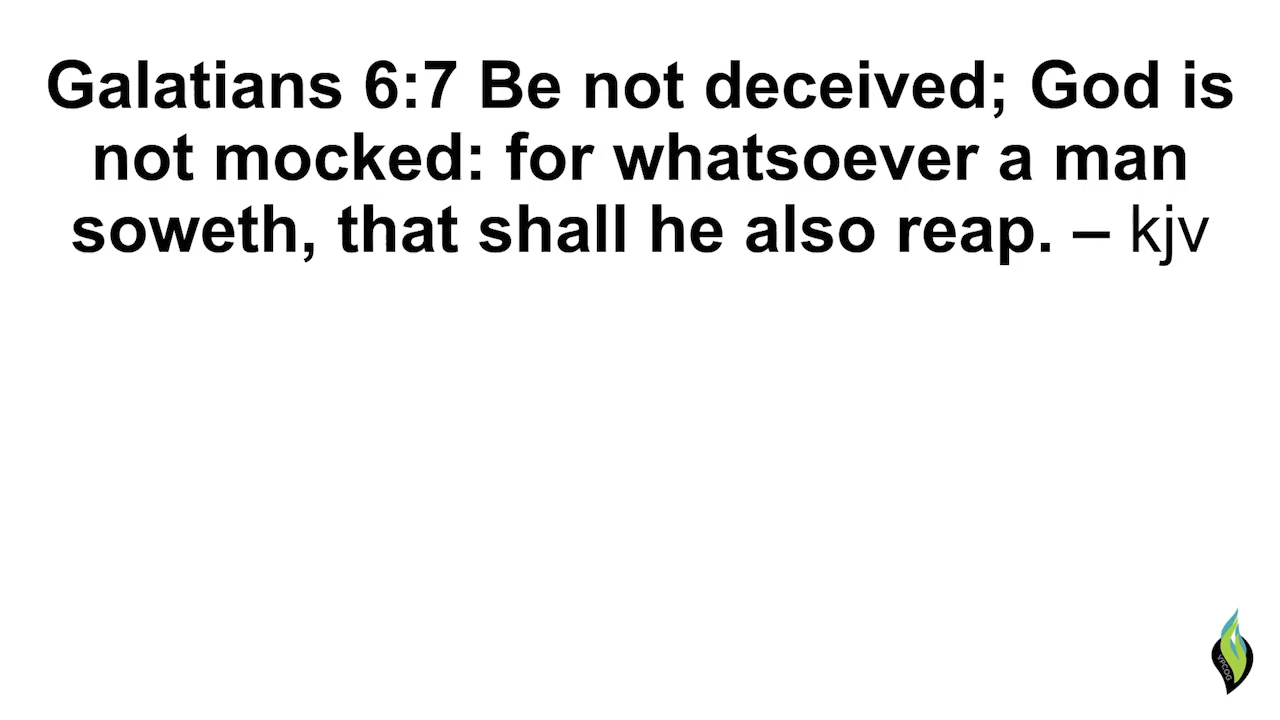 Galatians 6:7 Be not deceived; God is
not mocked: for whatsoever a man
soweth, that shall he also reap. – kjv
VPCOG